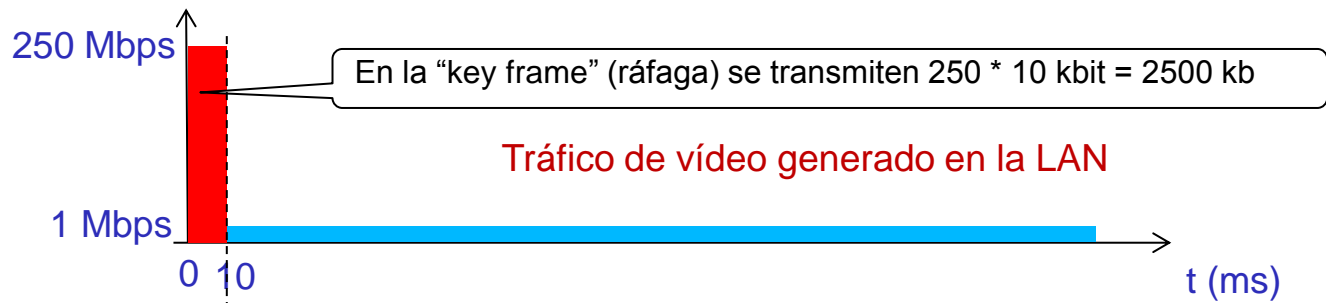 250 Mbps
En la “key frame” (ráfaga) se transmiten 250 * 10 kbit = 2500 kb
Tráfico de vídeo generado en la LAN
1 Mbps
0 10
t (ms)